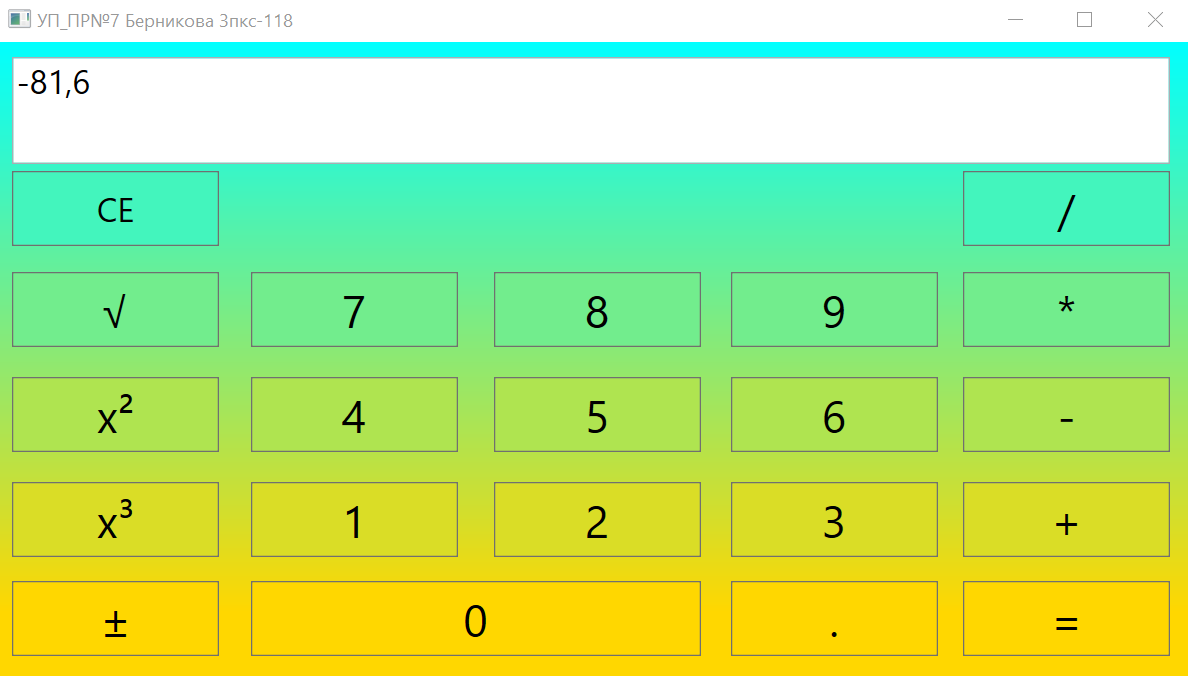 УП_ПР№7 Берникова 3пкс-118
-81,6
CE /
√ 7 8 9 *
x² 4 5 6 -
x³ 1 2 3 +
± 0 . =